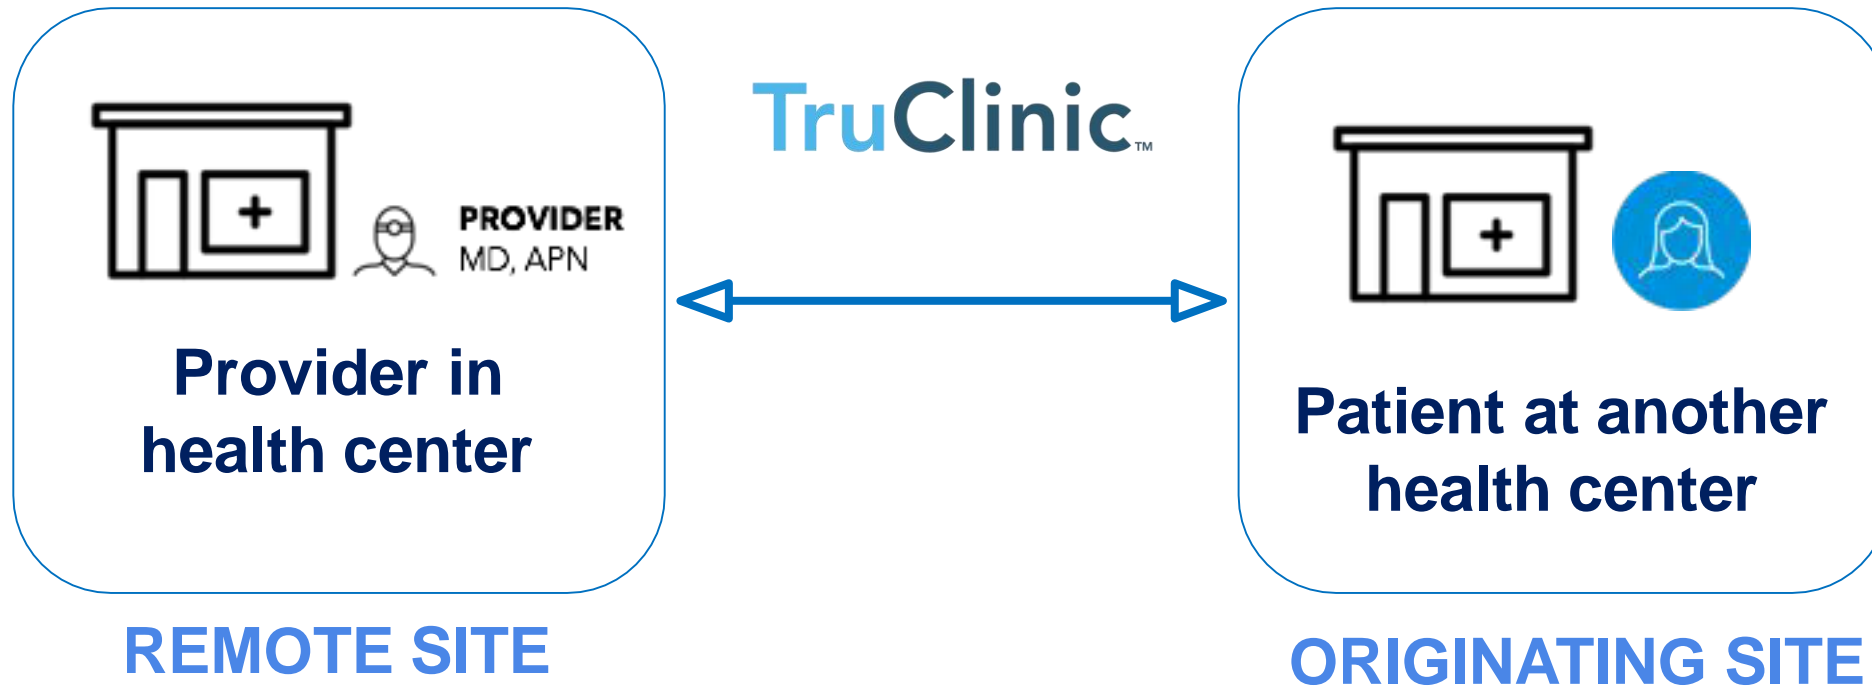 PROVIDER
MD, APN
Provider in
health center
REMOTE SITE
TruClinic™
Patient at another
health center
ORIGINATING SITE